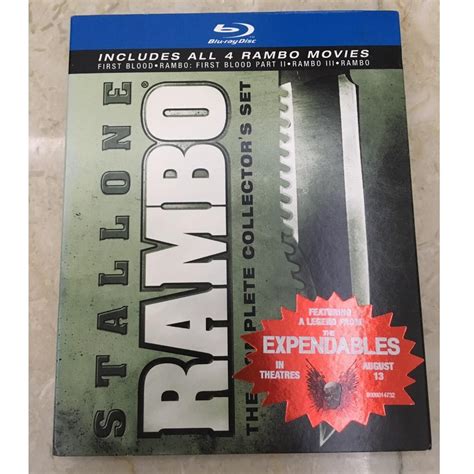 Blu-ray Disc
INCLUDES ALL 4 RAMBO MOVIES
FIRST BLOOD • RAMBO: FIRST BLOOD PART II • RAMBO III • RAMBO
STALLONE
RAMBO®
THE COMPLETE COLLECTOR'S SET
FEATURING
A LEGEND FROM
THE
EXPENDABLES
IN
THEATRES
AUGUST
13